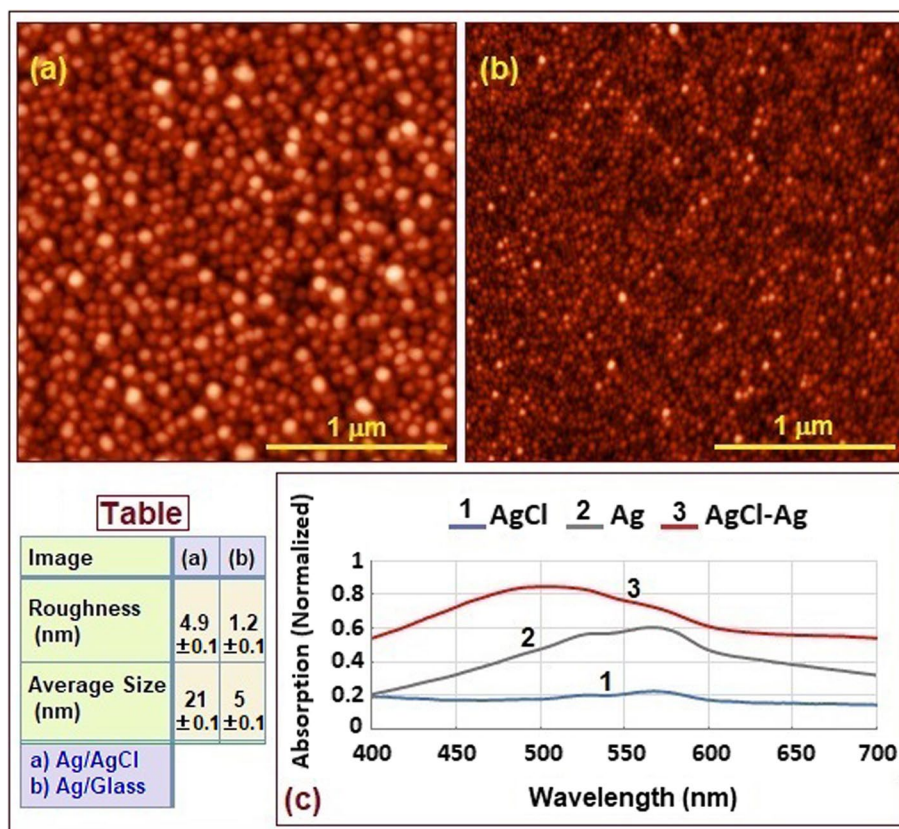 (a)
1 μm
(b)
1 μm
Table
Image (a) (b)
Roughness
(nm)
4.9
±0.1
1.2
±0.1
Average Size
(nm)
21
±0.1
5
±0.1
a) Ag/AgCl
b) Ag/Glass
1 AgCl 2 Ag 3 AgCl-Ag
Absorption (Normalized)
1
0.8
0.6
0.4
0.2
0
3
2
1
400 450 500 550 600 650 700
Wavelength (nm)
(c)